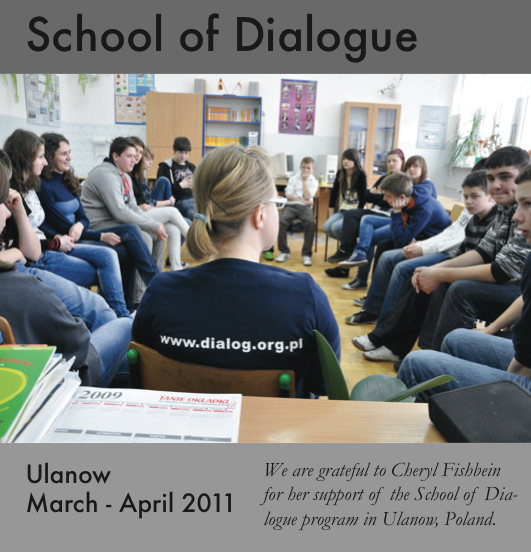 School of Dialogue
www.dialog.org.pl
2009
TANIE OKŁADKI
Ulanow
March - April 2011
We are grateful to Cheryl Fishbein
for her support of the School of Dia-
logue program in Ulanow, Poland.